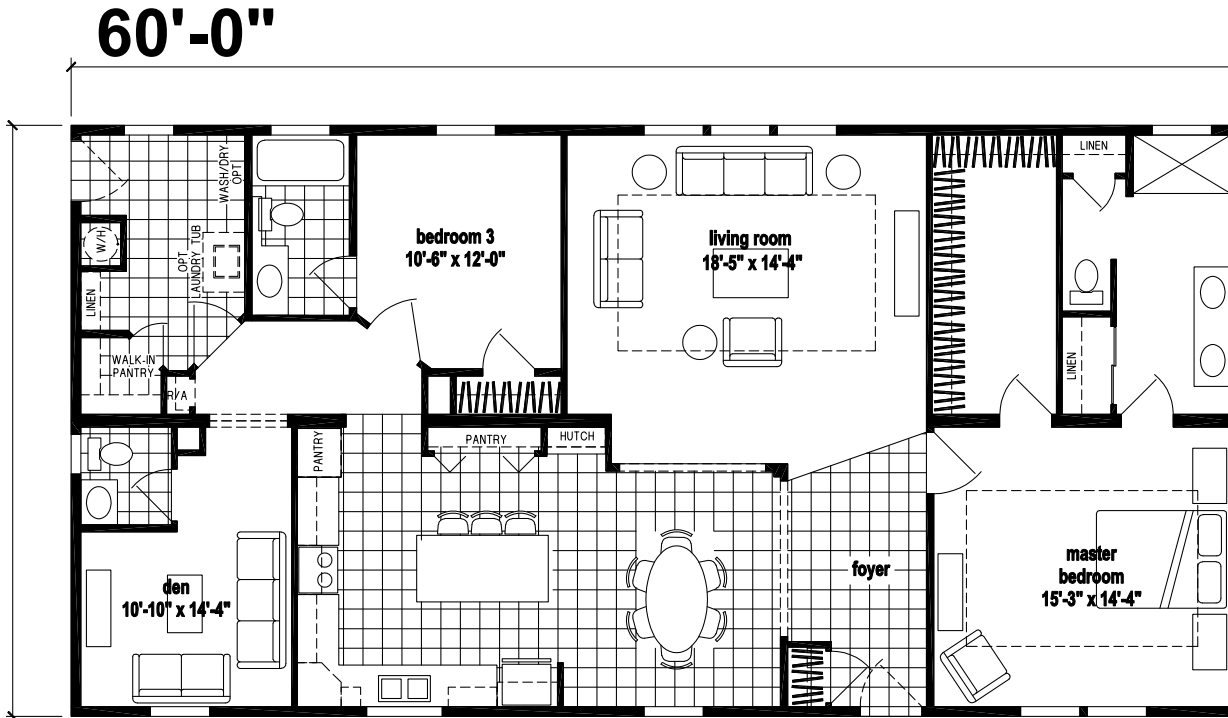 60'-0"
LINEN
WASH/DRY
OPT
W/H
OPT
LAUNDRY TUB
LINEN
bedroom 3
10'-6" x 12'-0"
living room
18'-5" x 14'-4"
WALK-IN
PANTRY
R/A
LINEN
PANTRY
PANTRY
HUTCH
den
10'-10" x 14'-4"
foyer
master
bedroom
15'-3" x 14'-4"